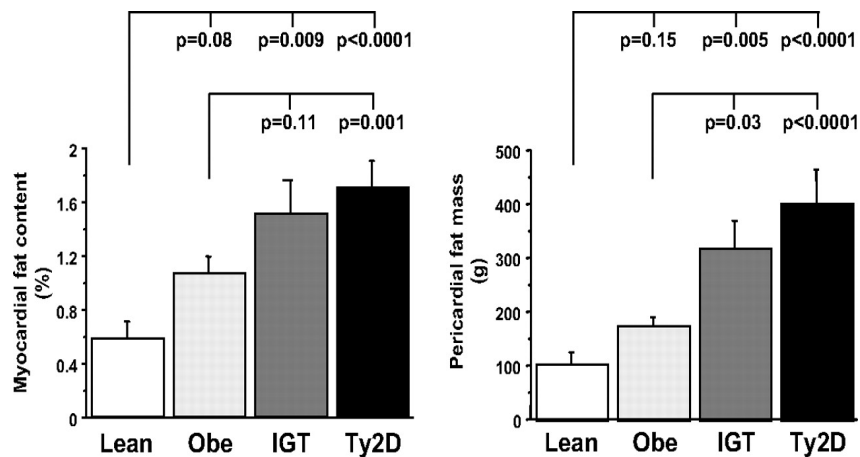 p=0.08 p=0.009 p<0.0001
p=0.11 p=0.001
Myocardial fat content
(%)
2
1.6
1.2
0.8
0.4
0
Lean Obe IGT Ty2D
p=0.15 p=0.005 p<0.0001
p=0.03 p<0.0001
Pericardial fat mass
(g)
500
400
300
200
100
0
Lean Obe IGT Ty2D